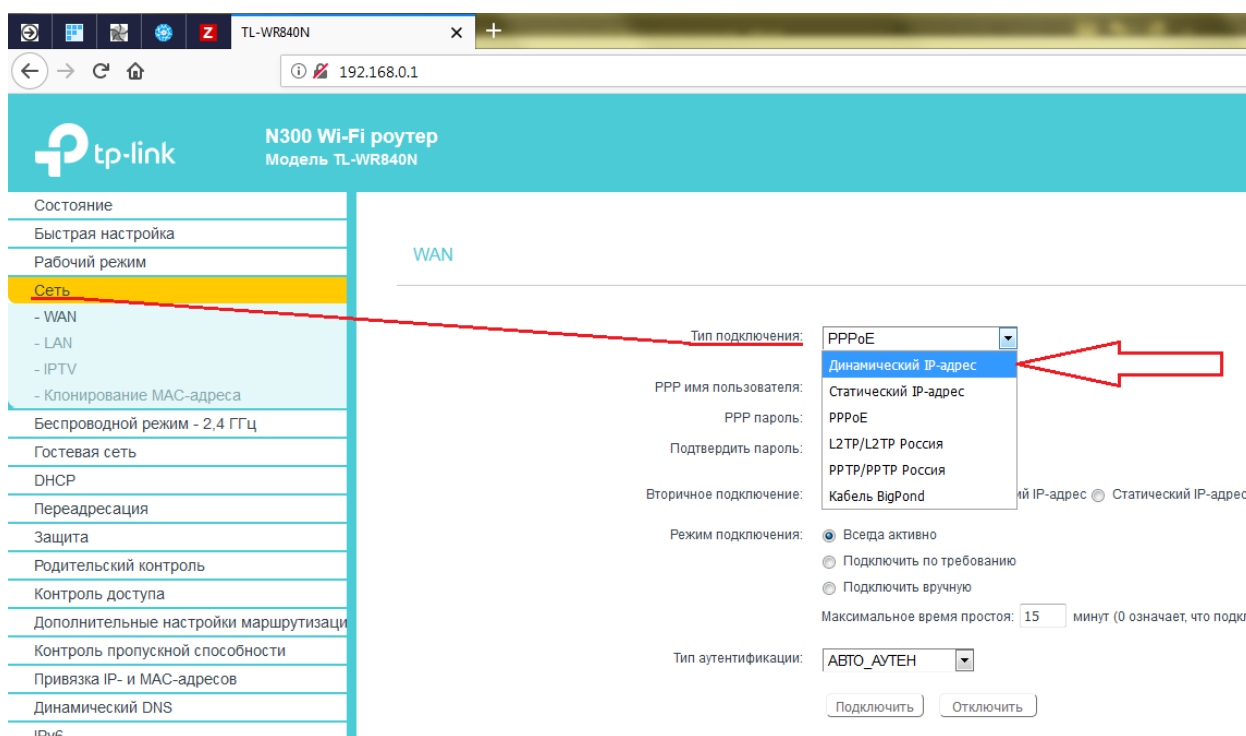 Z
TL-WR840N
192.168.0.1
tp-link
N300 Wi-Fi роутер
Модель TL-WR840N
Состояние
Быстрая настройка
Рабочий режим
Сеть
- WAN
- LAN
- IPTV
- Клонирование MAC-адреса
Беспроводной режим - 2,4 ГГц
Гостевая сеть
DHCP
Переадресация
Защита
Родительский контроль
Контроль доступа
Дополнительные настройки маршрутизаци
Контроль пропускной способности
Привязка IP- и MAC-адресов
Динамический DNS
IPv6
WAN
Тип подключения: PPPoE
Динамический IP-адрес
Статический IP-адрес
PPPoE
L2TP/L2TP Россия
PPTP/PPTP Россия
Кабель BigPond
PPP имя пользователя:
PPP пароль:
Подтвердить пароль:
Вторичное подключение: ий IP-адрес Статический IP-адрес
Режим подключения: Всегда активно
Подключить по требованию
Подключить вручную
Максимальное время простоя: 15 минут (0 означает, что подкл
Тип аутентификации: АВТО_АУТЕН
Подключить Отключить